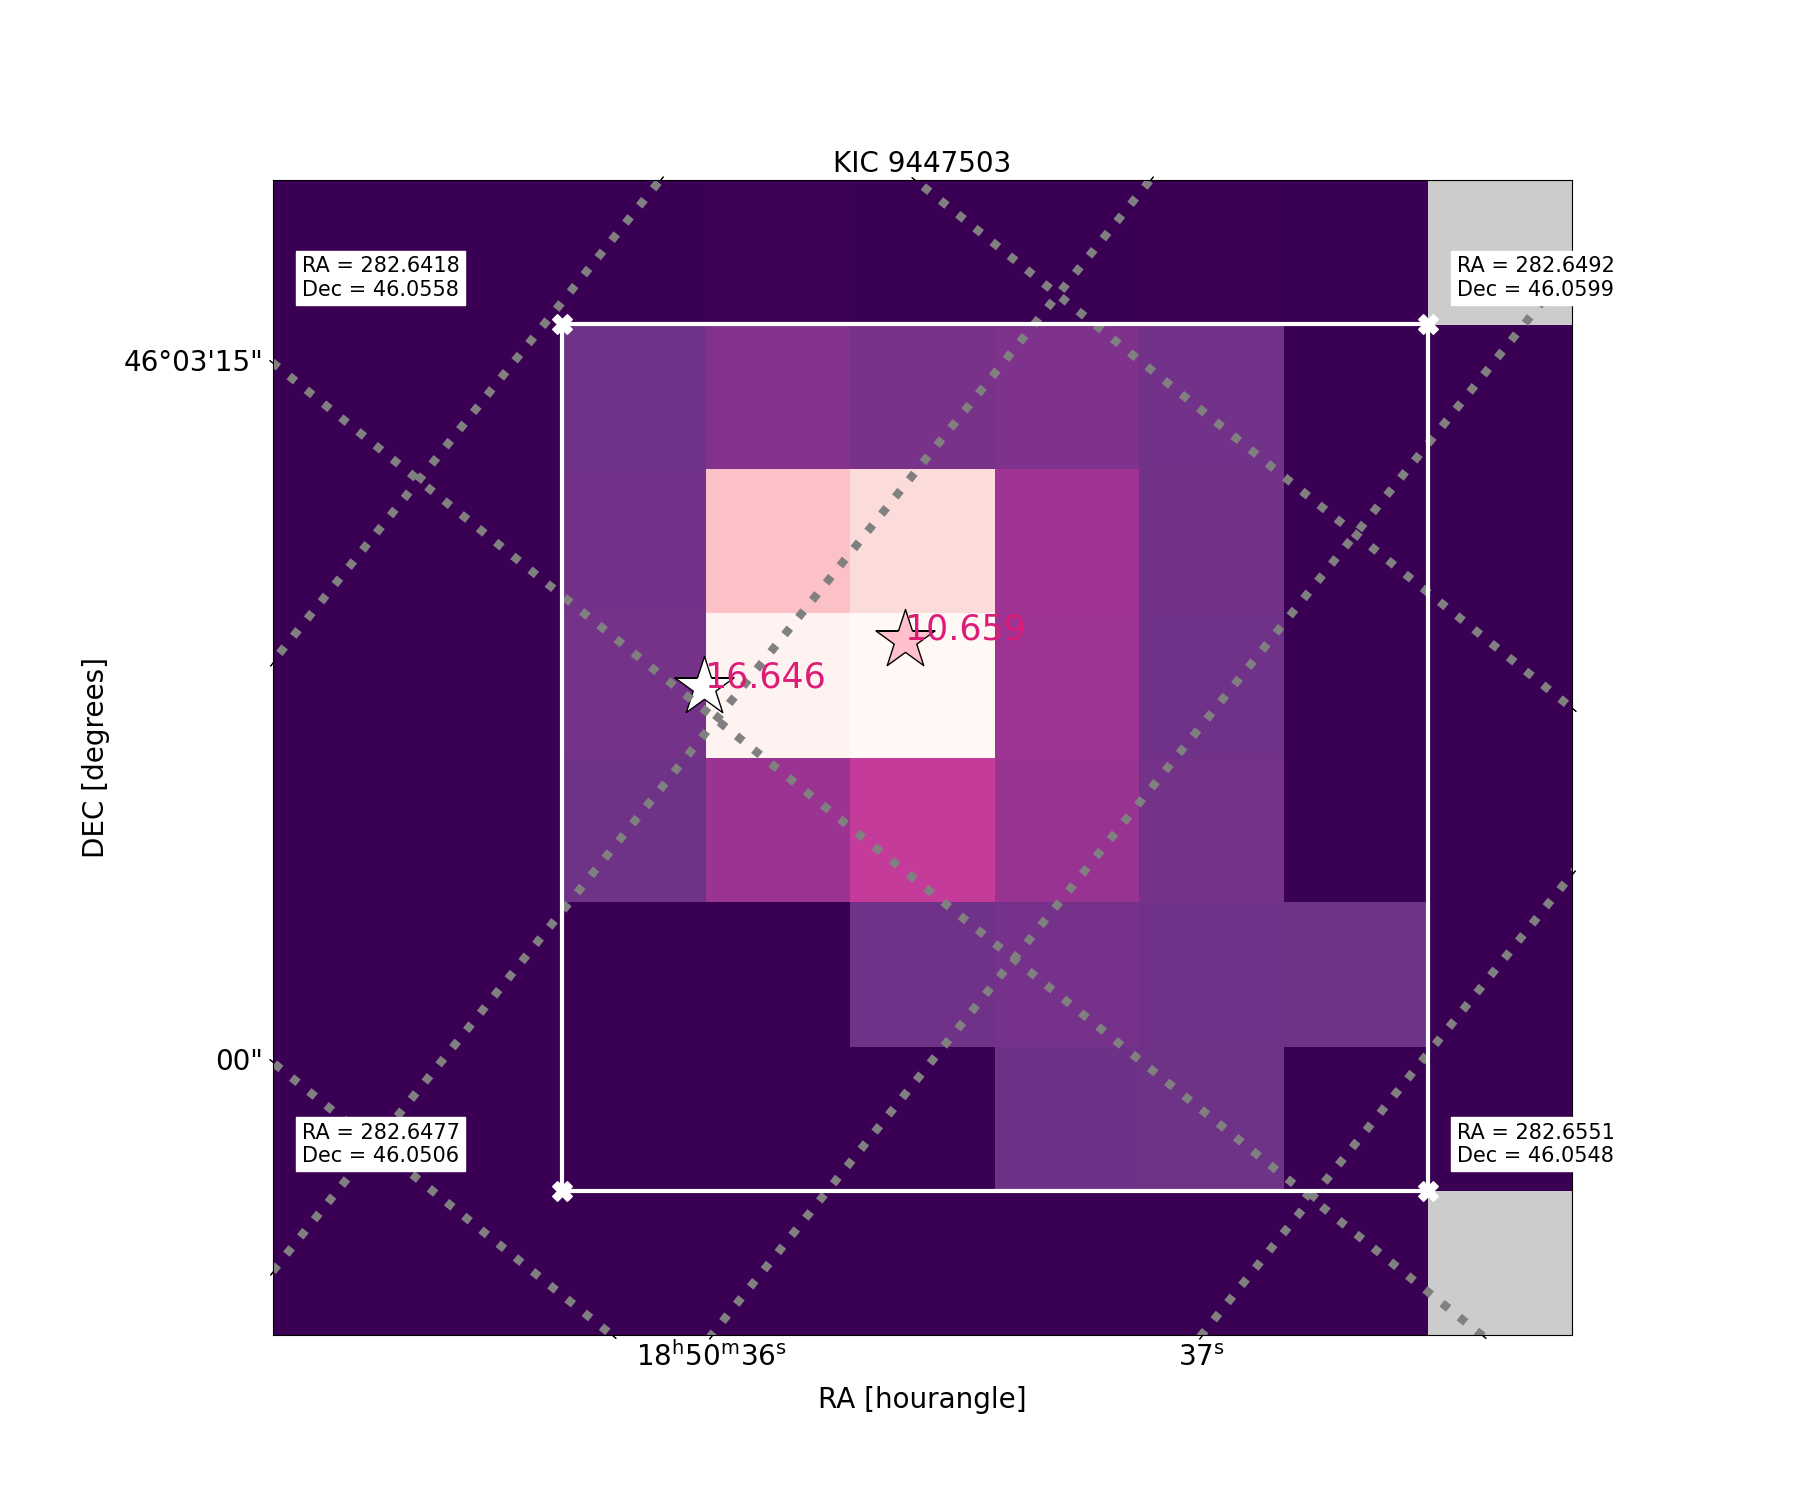 KIC 9447503
RA = 282.6418
Dec = 46.0558
RA = 282.6492
Dec = 46.0599
46°03'15"
10.659
16.646
DEC [degrees]
00"
RA = 282.6477
Dec = 46.0506
RA = 282.6551
Dec = 46.0548
18ʰ50ᵐ36ˢ
37ˢ
RA [hourangle]